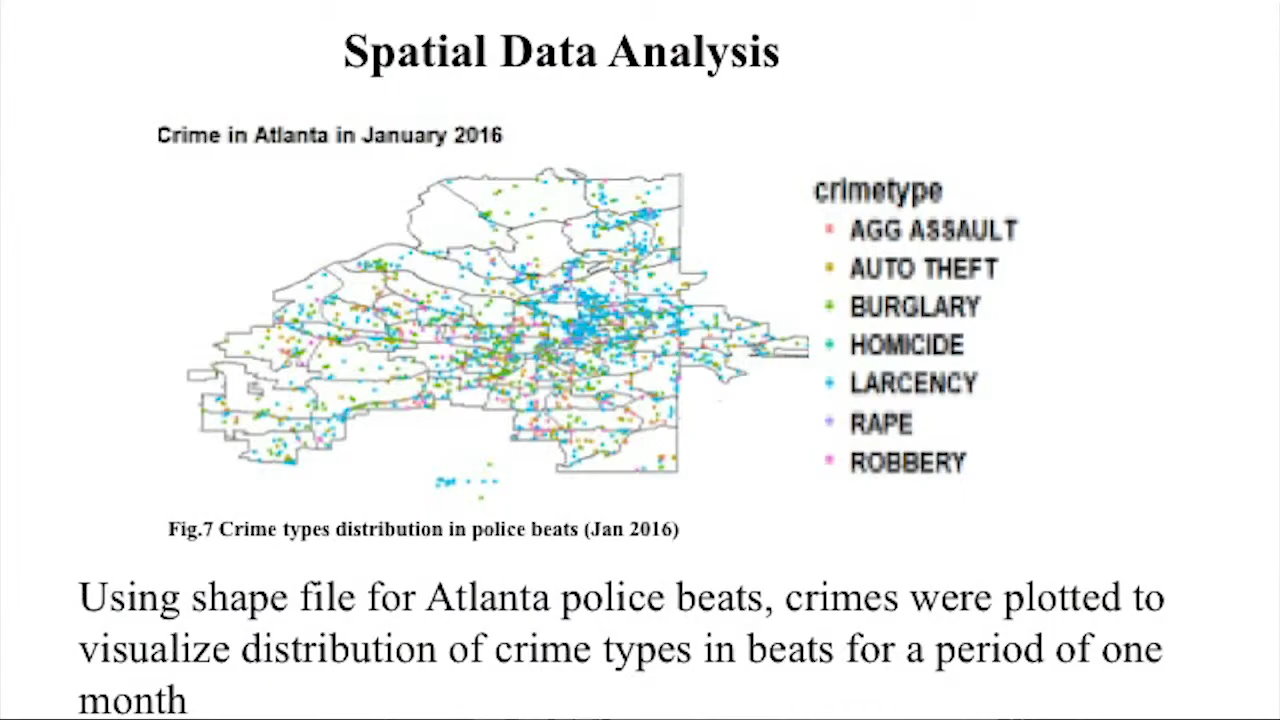 Spatial Data Analysis
Crime in Atlanta in January 2016
crimetype
AGG ASSAULT
AUTO THEFT
BURGLARY
HOMICIDE
LARCENCY
RAPE
ROBBERY
Fig.7 Crime types distribution in police beats (Jan 2016)
Using shape file for Atlanta police beats, crimes were plotted to
visualize distribution of crime types in beats for a period of one
month